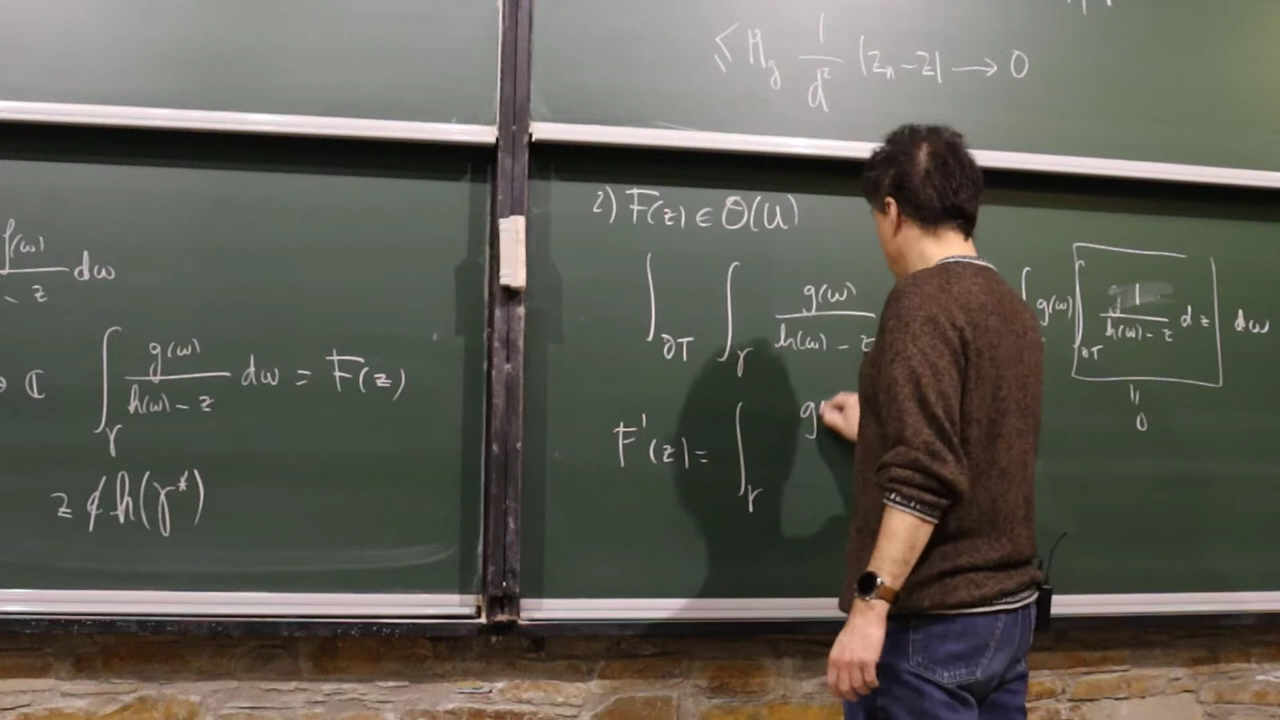 ≤ M_g 1/d² |z_n − z| ⟶ 0
f(ω)/(− z) dω
→ ℂ ∫_γ g(ω)/(h(ω) − z) dω = F(z)
z ∉ h(γ*)
2) F(z) ∈ O(U)
∫_∂T ∫_γ g(ω)/(h(ω) − z ∫ g(ω) [ ∫_∂T 1/(h(ω) − z) dz ] dω
= 0
F'(z) = ∫_γ g